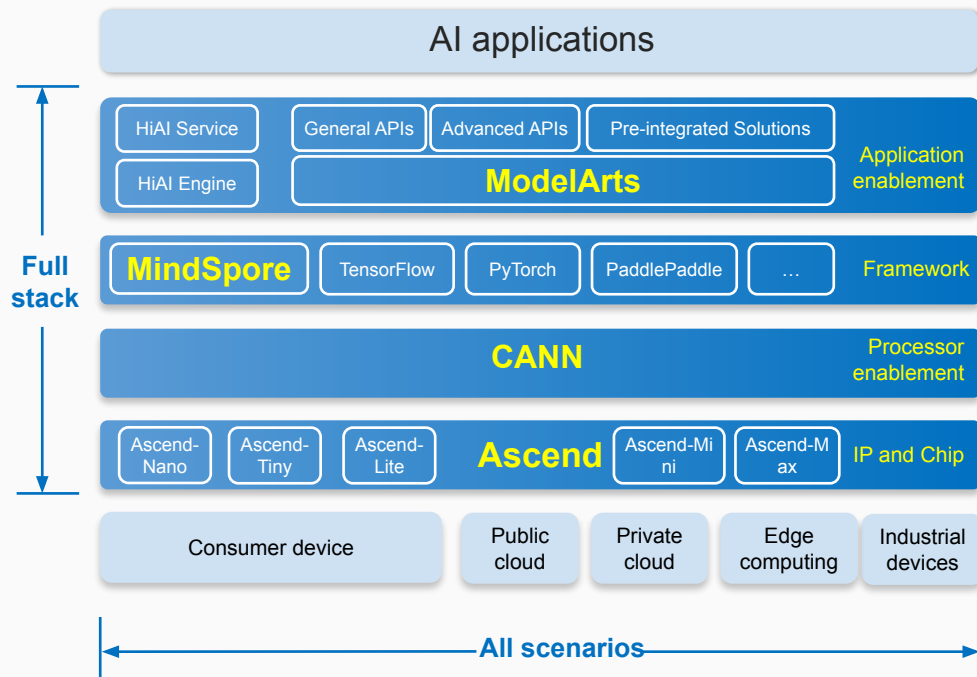 AI applications
HiAI Service
General APIs
Advanced APIs
Pre-integrated Solutions
HiAI Engine
ModelArts
Application
enablement
Full
stack
MindSpore
TensorFlow
PyTorch
PaddlePaddle
...
Framework
CANN
Processor
enablement
Ascend-
Nano
Ascend-
Tiny
Ascend-
Lite
Ascend
Ascend-Mi
ni
Ascend-M
ax
IP and Chip
Consumer device
Public
cloud
Private
cloud
Edge
computing
Industrial
devices
All scenarios